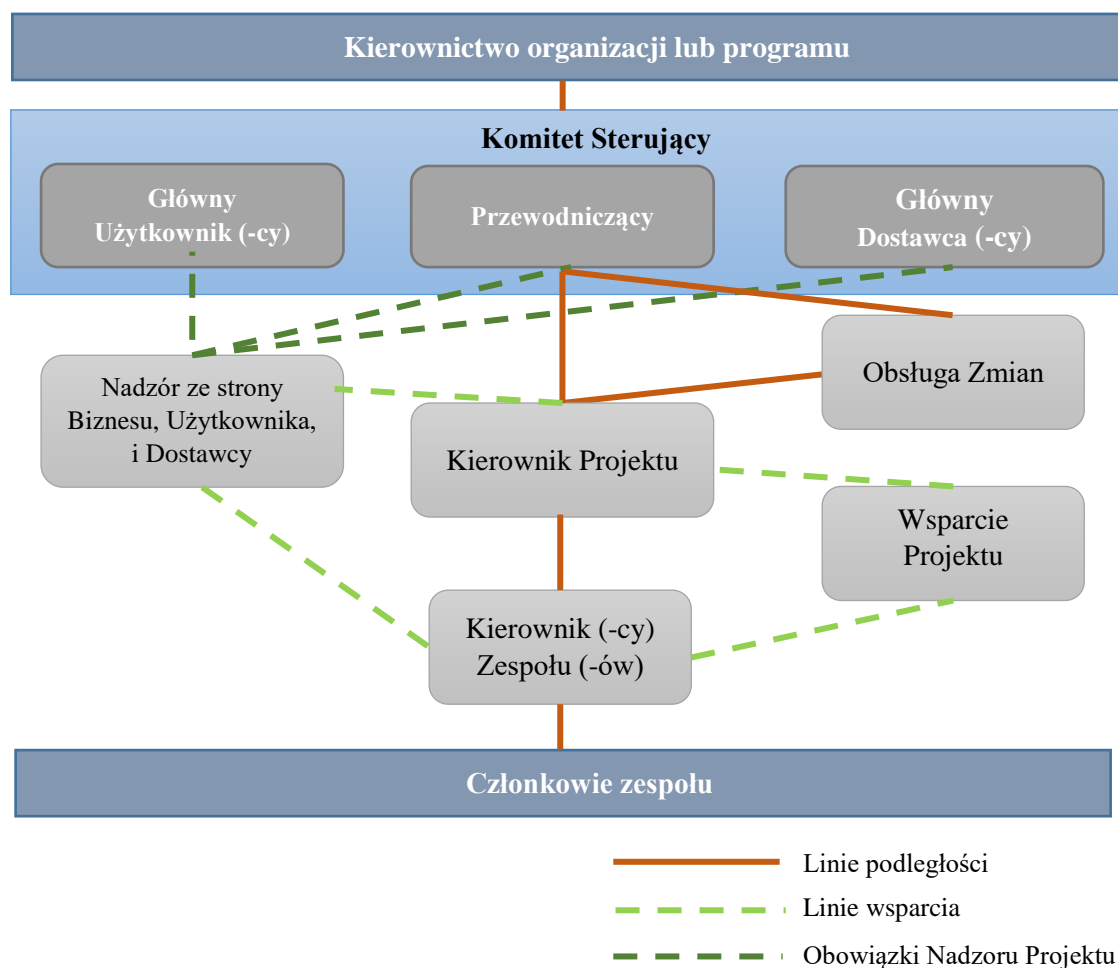 Kierownictwo organizacji lub programu
Komitet Sterujący
Główny
Użytkownik (-cy)
Przewodniczący
Główny
Dostawca (-cy)
Nadzór ze strony
Biznesu, Użytkownika,
i Dostawcy
Obsługa Zmian
Kierownik Projektu
Wsparcie
Projektu
Kierownik (-cy)
Zespołu (-ów)
Członkowie zespołu
Linie podległości
Linie wsparcia
Obowiązki Nadzoru Projektu